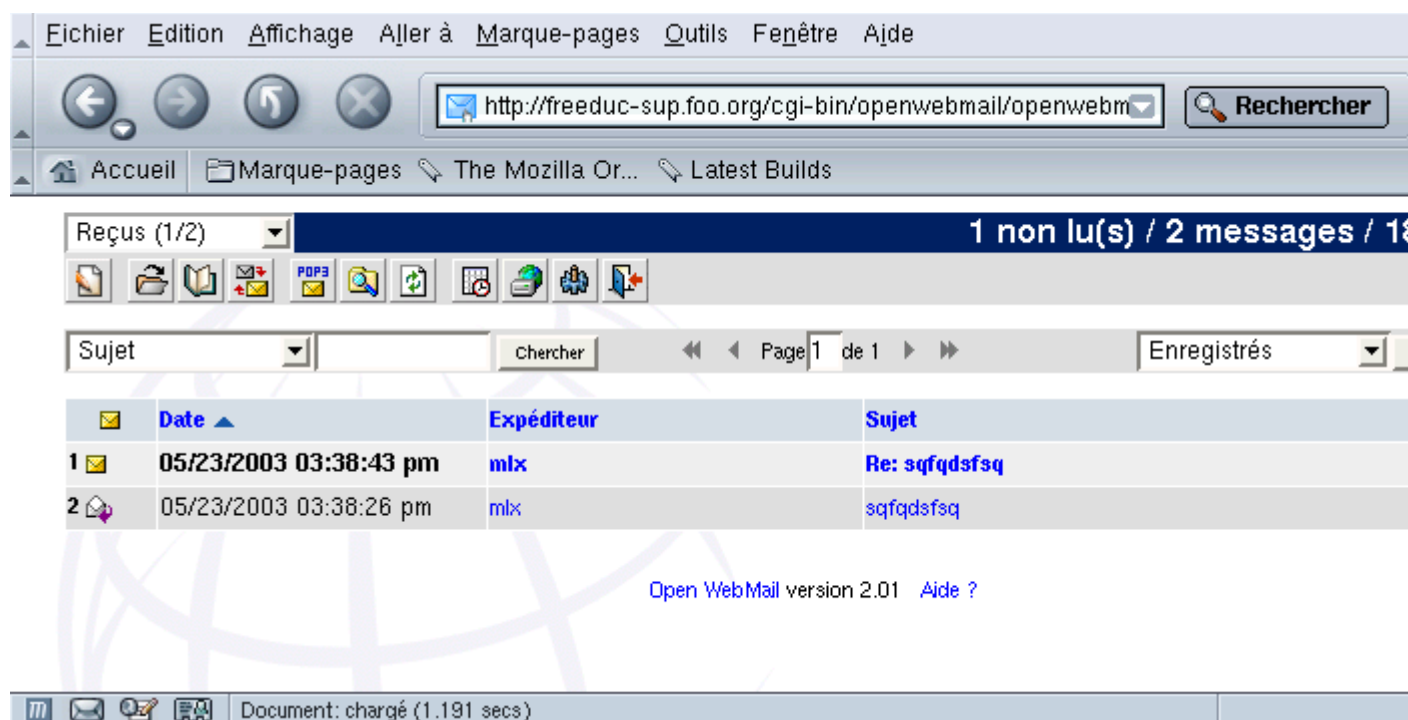 Fichier Edition Affichage Aller à Marque-pages Outils Fenêtre Aide
http://freeduc-sup.foo.org/cgi-bin/openwebmail/openwebm Rechercher
Accueil Marque-pages The Mozilla Or... Latest Builds
Reçus (1/2) 1 non lu(s) / 2 messages / 18
POP3
Sujet Chercher Page 1 de 1 Enregistrés
Date Expéditeur Sujet
1 05/23/2003 03:38:43 pm mlx Re: sqfqdsfsq
2 05/23/2003 03:38:26 pm mlx sqfqdsfsq
Open WebMail version 2.01 Aide ?
Document: chargé (1.191 secs)